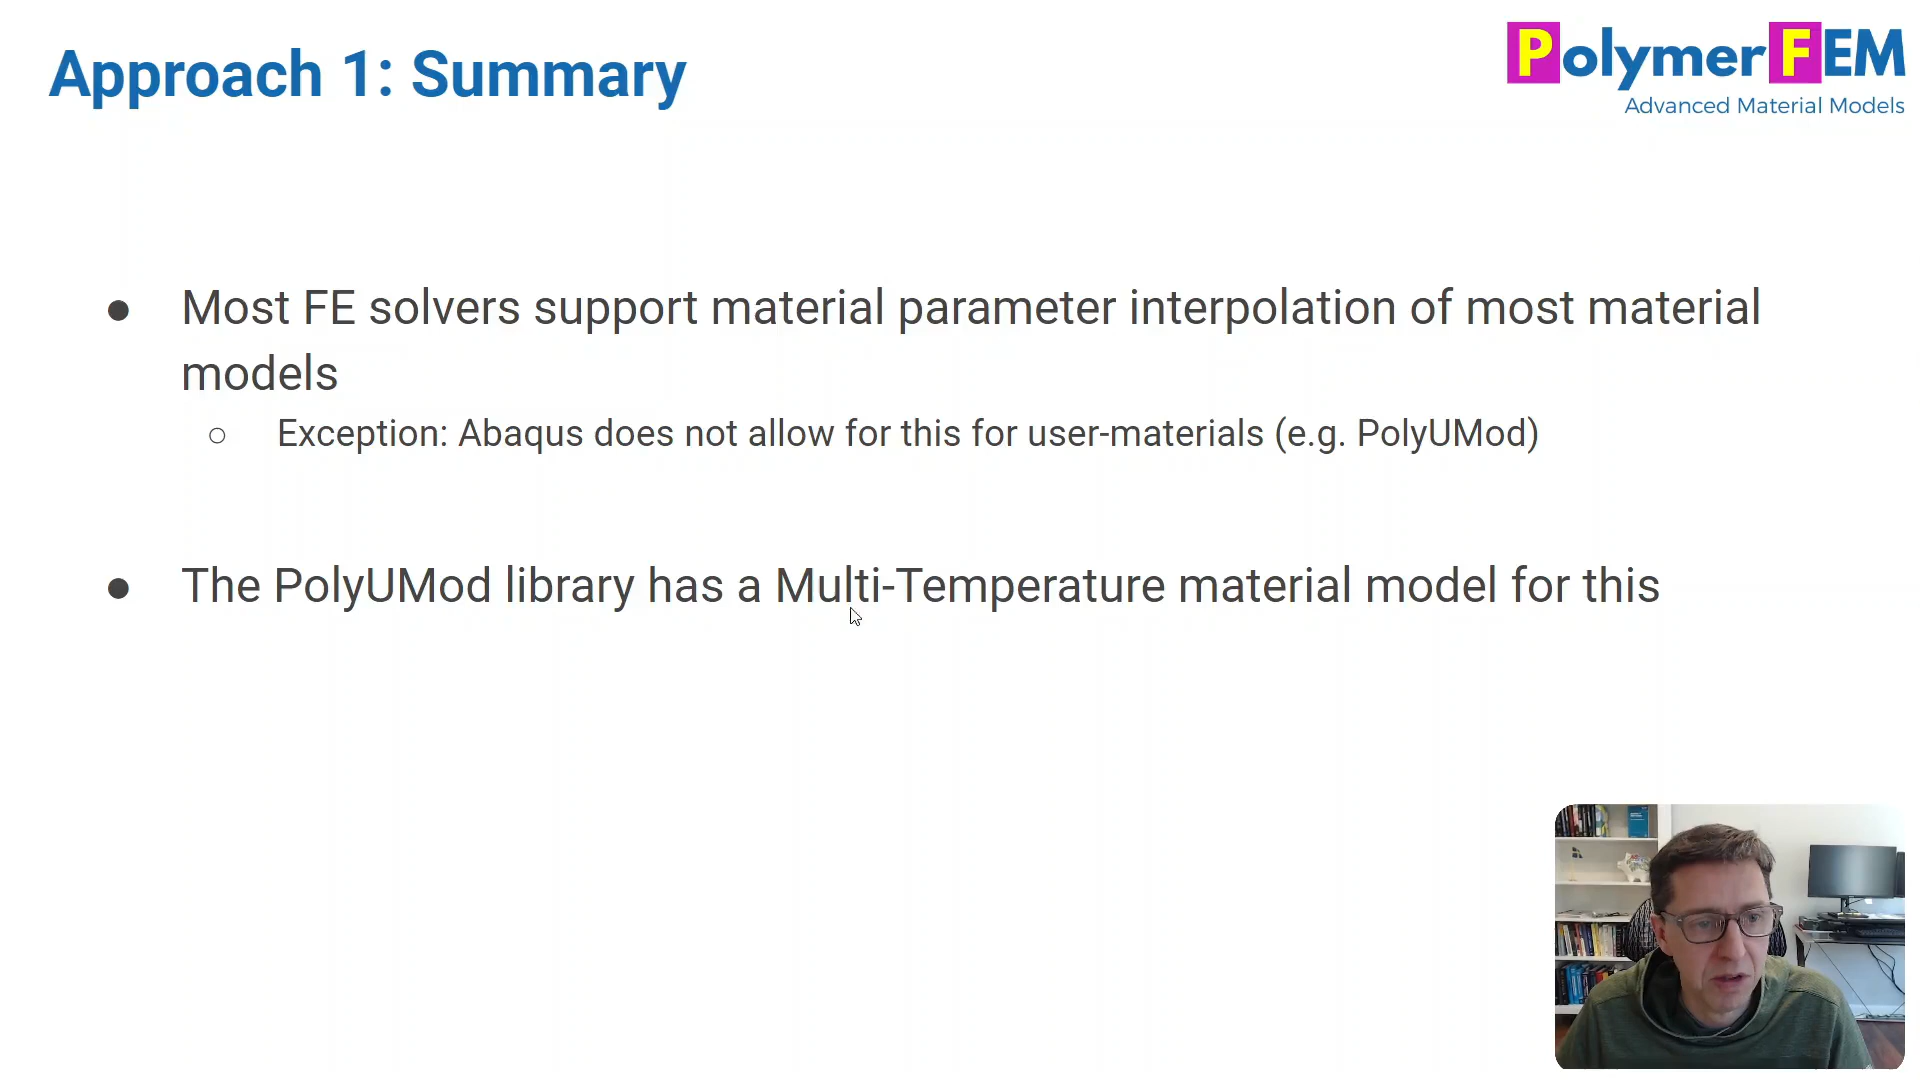 Approach 1: Summary
PolymerFEM
Advanced Material Models
● Most FE solvers support material parameter interpolation of most material
models
○ Exception: Abaqus does not allow for this for user-materials (e.g. PolyUMod)
● The PolyUMod library has a Multi-Temperature material model for this